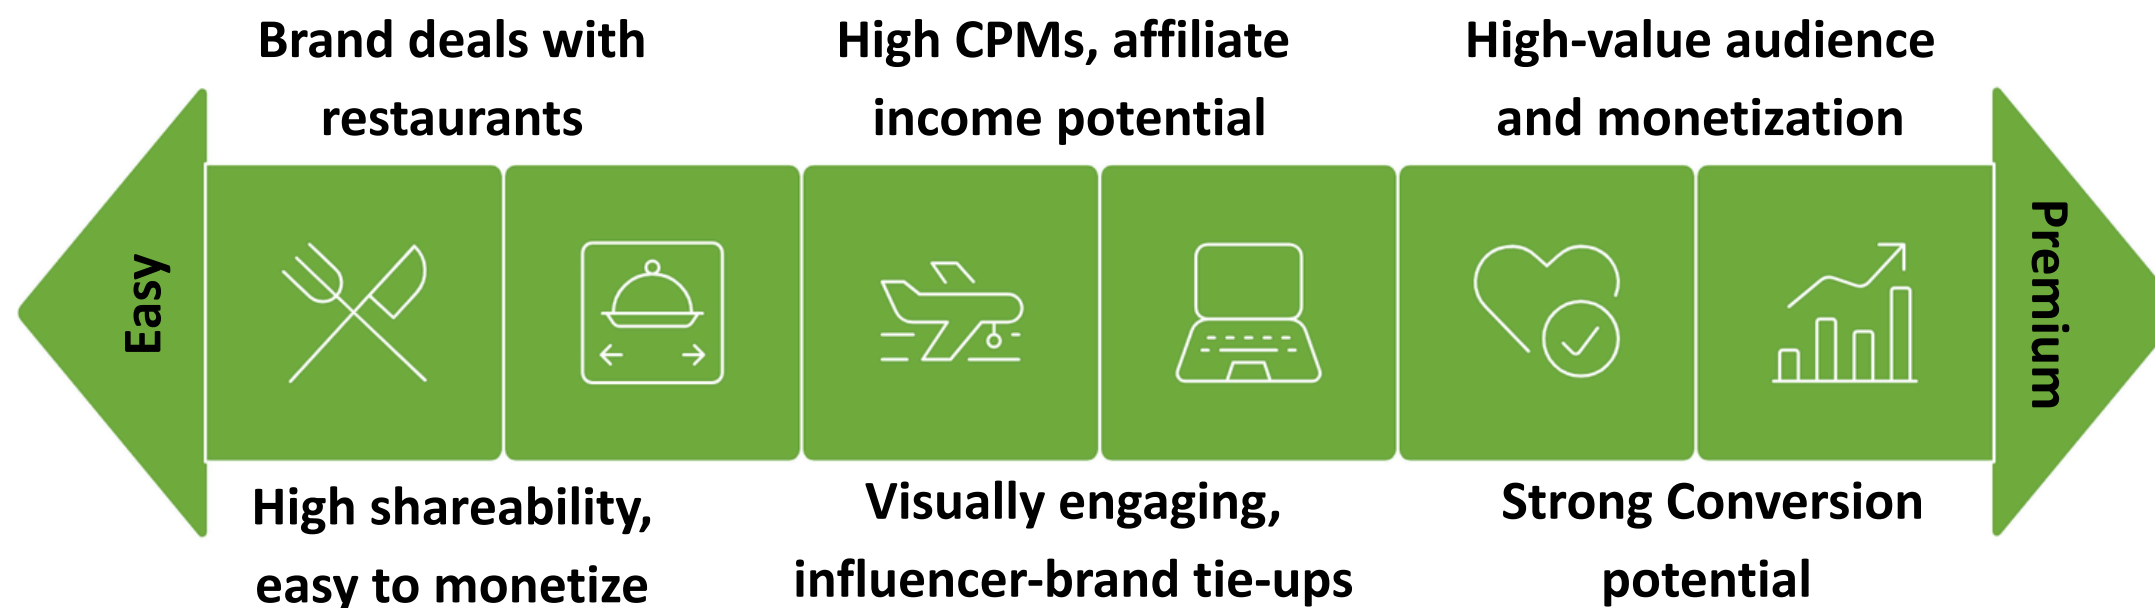 Brand deals with
restaurants
High CPMs, affiliate
income potential
High-value audience
and monetization
Easy
Premium
High shareability,
easy to monetize
Visually engaging,
influencer-brand tie-ups
Strong Conversion
potential